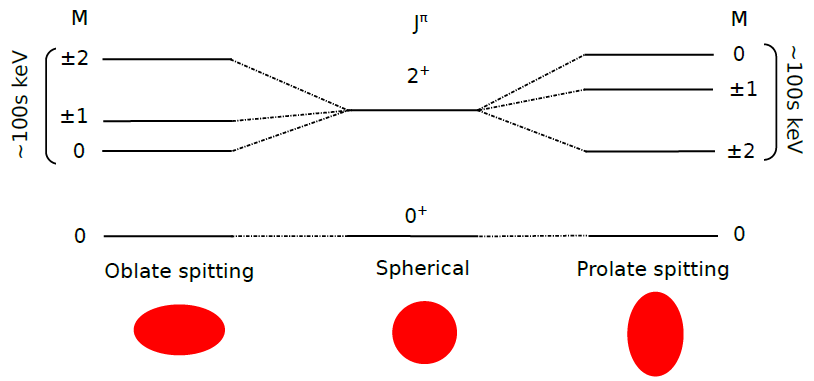 M J^π M
±2 0
2⁺
±1 ±1
0 ±2
~100s keV ~100s keV
0⁺
0 0
Oblate spitting Spherical Prolate spitting